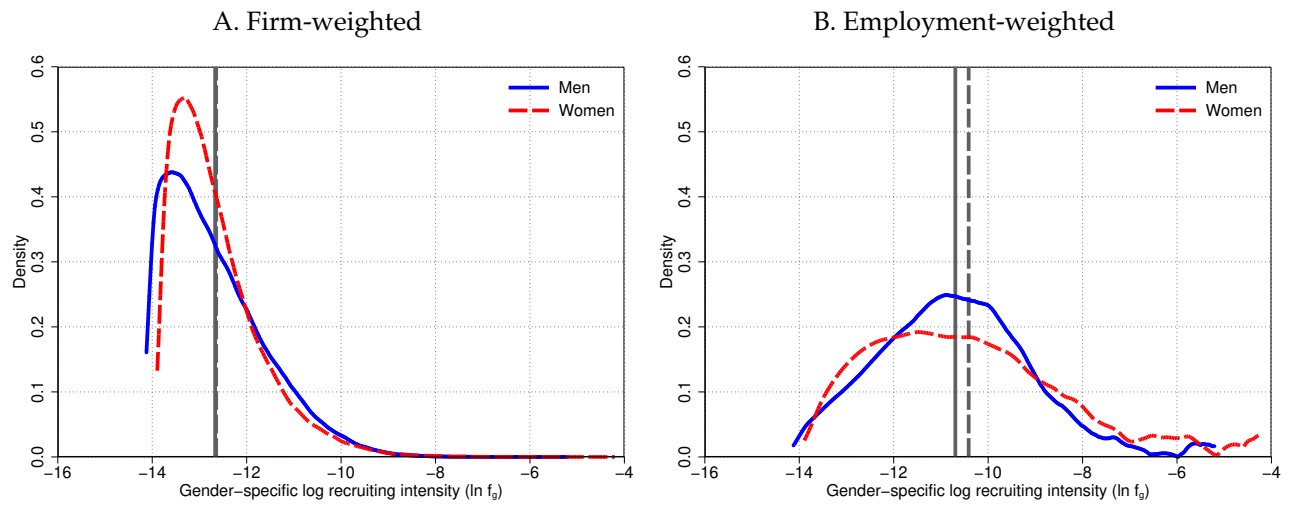 A. Firm-weighted
0.6
0.5
0.4
0.3
0.2
0.1
0.0
Density
Men
Women
−16
−14
−12
−10
−8
−6
−4
Gender−specific log recruiting intensity (ln f_g)
B. Employment-weighted
0.6
0.5
0.4
0.3
0.2
0.1
0.0
Density
Men
Women
−16
−14
−12
−10
−8
−6
−4
Gender−specific log recruiting intensity (ln f_g)